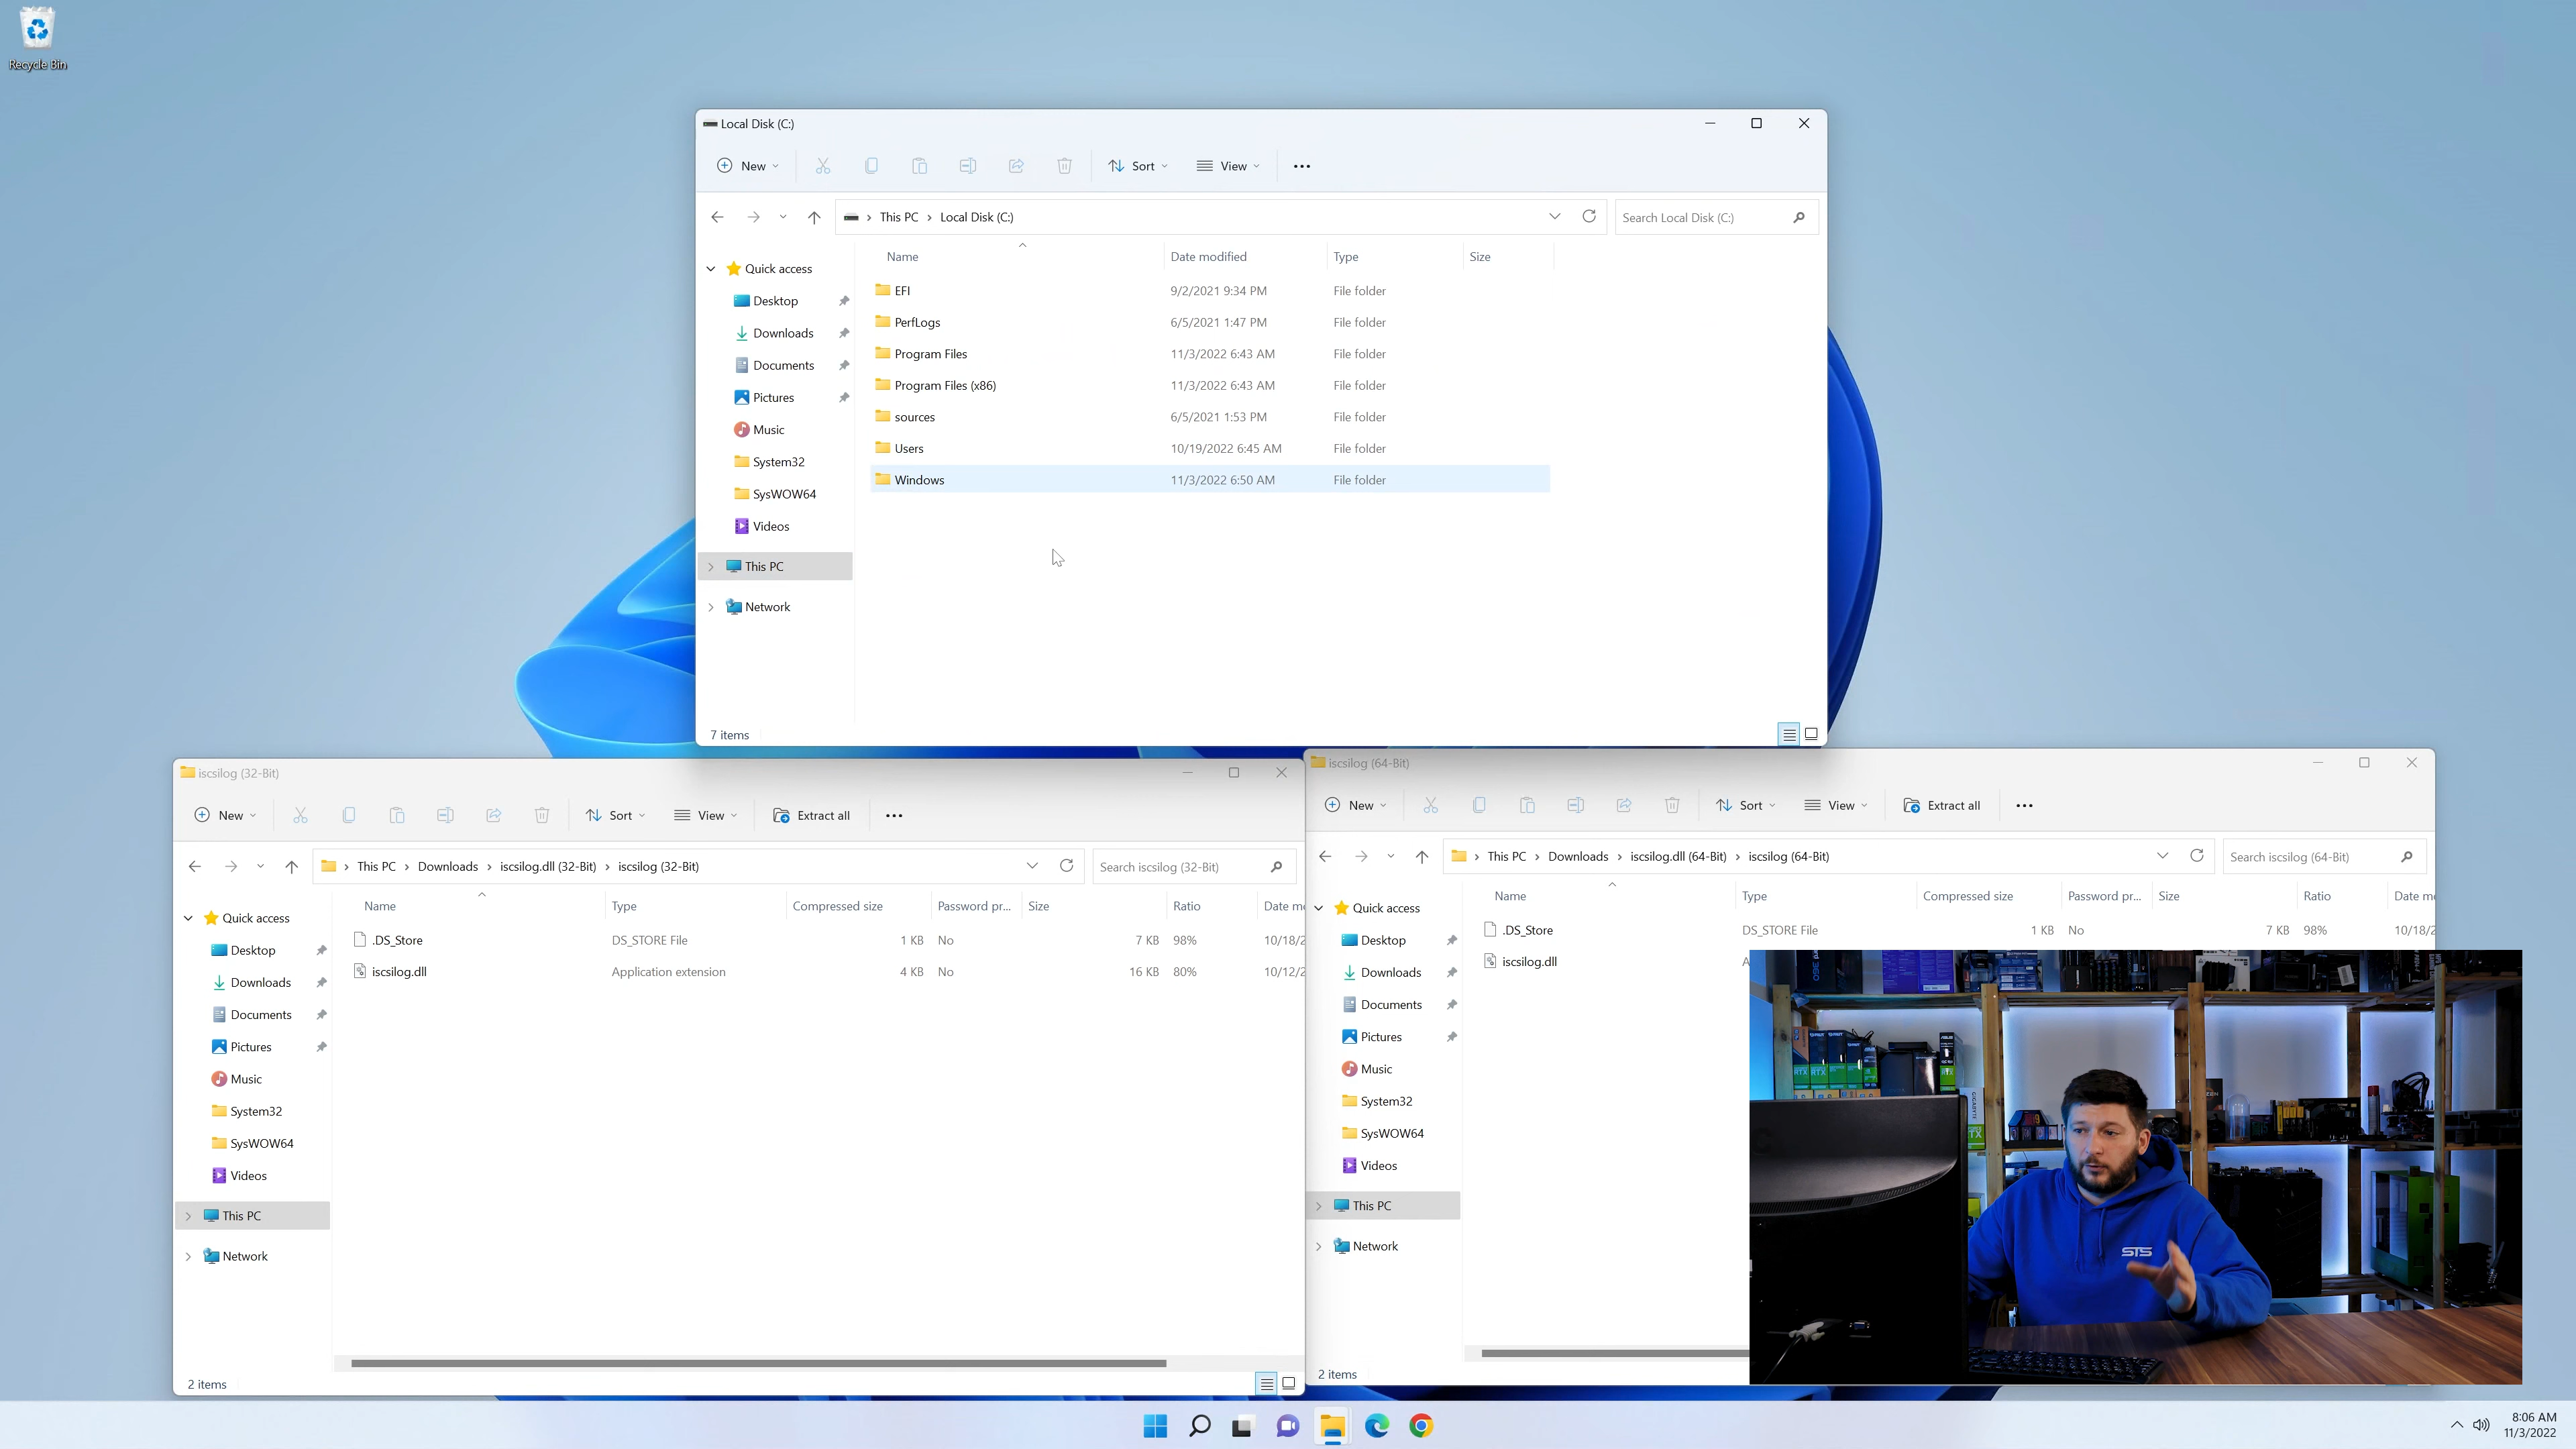 Recycle Bin
Local Disk (C:)
New
Sort
View
This PC
Local Disk (C:)
Search Local Disk (C:)
Name
Date modified
Type
Size
Quick access
Desktop
Downloads
Documents
Pictures
Music
System32
SysWOW64
Videos
This PC
Network
EFI 9/2/2021 9:34 PM File folder
PerfLogs 6/5/2021 1:47 PM File folder
Program Files 11/3/2022 6:43 AM File folder
Program Files (x86) 11/3/2022 6:43 AM File folder
sources 6/5/2021 1:53 PM File folder
Users 10/19/2022 6:45 AM File folder
Windows 11/3/2022 6:50 AM File folder
7 items
iscsilog (32-Bit)
New
Sort
View
Extract all
This PC
Downloads
iscsilog.dll (32-Bit)
iscsilog (32-Bit)
Search iscsilog (32-Bit)
Name
Type
Compressed size
Password pr...
Size
Ratio
Date m
Quick access
Desktop
Downloads
Documents
Pictures
Music
System32
SysWOW64
Videos
This PC
Network
.DS_Store DS_STORE File 1 KB No 7 KB 98% 10/18/2
iscsilog.dll Application extension 4 KB No 16 KB 80% 10/12/2
2 items
iscsilog (64-Bit)
New
Sort
View
Extract all
This PC
Downloads
iscsilog.dll (64-Bit)
iscsilog (64-Bit)
Search iscsilog (64-Bit)
Name
Type
Compressed size
Password pr...
Size
Ratio
Date m
Quick access
Desktop
Downloads
Documents
Pictures
Music
System32
SysWOW64
Videos
This PC
Network
.DS_Store DS_STORE File 1 KB No 7 KB 98% 10/18/2
iscsilog.dll A
2 items
STS
RTX
RTX
RTX
GIGABYTE
8:06 AM
11/3/2022